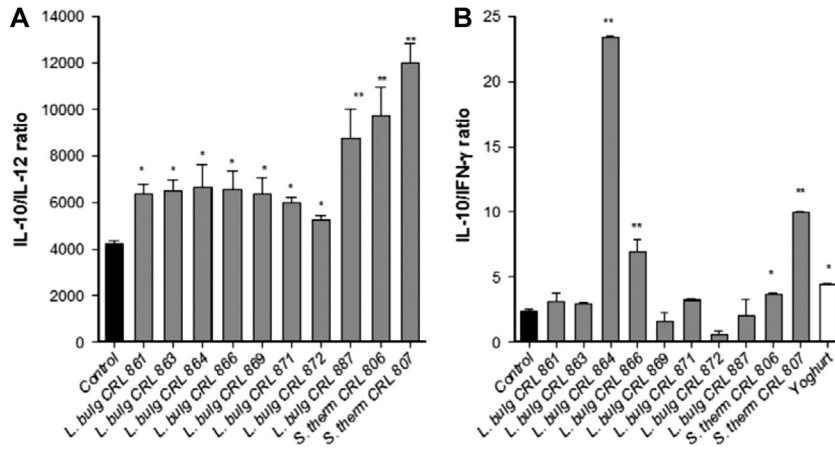 A
IL-10/IL-12 ratio
14000
12000
10000
8000
6000
4000
2000
0
*
*
*
*
*
*
*
**
**
**
Control
L. bulg CRL 861
L. bulg CRL 863
L. bulg CRL 864
L. bulg CRL 866
L. bulg CRL 869
L. bulg CRL 871
L. bulg CRL 872
L. bulg CRL 887
S. therm CRL 806
S. therm CRL 807
B
IL-10/IFN-γ ratio
25
20
15
10
5
0
**
**
*
**
*
Control
L. bulg CRL 861
L. bulg CRL 863
L. bulg CRL 864
L. bulg CRL 866
L. bulg CRL 869
L. bulg CRL 871
L. bulg CRL 872
L. bulg CRL 887
S. therm CRL 806
S. therm CRL 807
Yoghurt